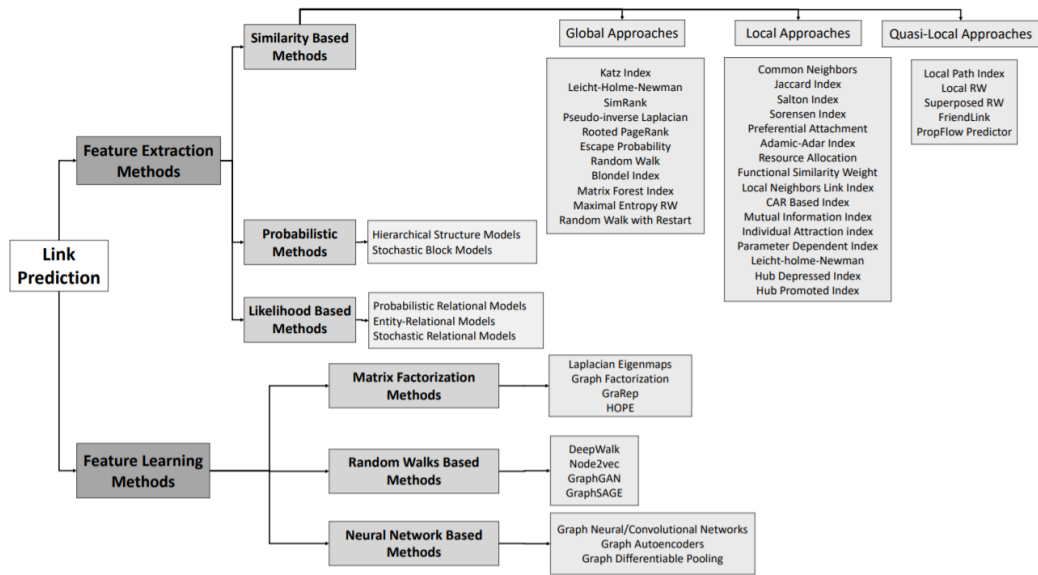 Similarity Based
Methods
Global Approaches
Local Approaches
Quasi-Local Approaches
Katz Index
Leicht-Holme-Newman
SimRank
Pseudo-inverse Laplacian
Rooted PageRank
Escape Probability
Random Walk
Blondel Index
Matrix Forest Index
Maximal Entropy RW
Random Walk with Restart
Common Neighbors
Jaccard Index
Salton Index
Sorensen Index
Preferential Attachment
Adamic-Adar Index
Resource Allocation
Functional Similarity Weight
Local Neighbors Link Index
CAR Based Index
Mutual Information Index
Individual Attraction index
Parameter Dependent Index
Leicht-holme-Newman
Hub Depressed Index
Hub Promoted Index
Local Path Index
Local RW
Superposed RW
FriendLink
PropFlow Predictor
Feature Extraction
Methods
Probabilistic
Methods
Hierarchical Structure Models
Stochastic Block Models
Link
Prediction
Likelihood Based
Methods
Probabilistic Relational Models
Entity-Relational Models
Stochastic Relational Models
Matrix Factorization
Methods
Laplacian Eigenmaps
Graph Factorization
GraRep
HOPE
Feature Learning
Methods
Random Walks Based
Methods
DeepWalk
Node2vec
GraphGAN
GraphSAGE
Neural Network Based
Methods
Graph Neural/Convolutional Networks
Graph Autoencoders
Graph Differentiable Pooling